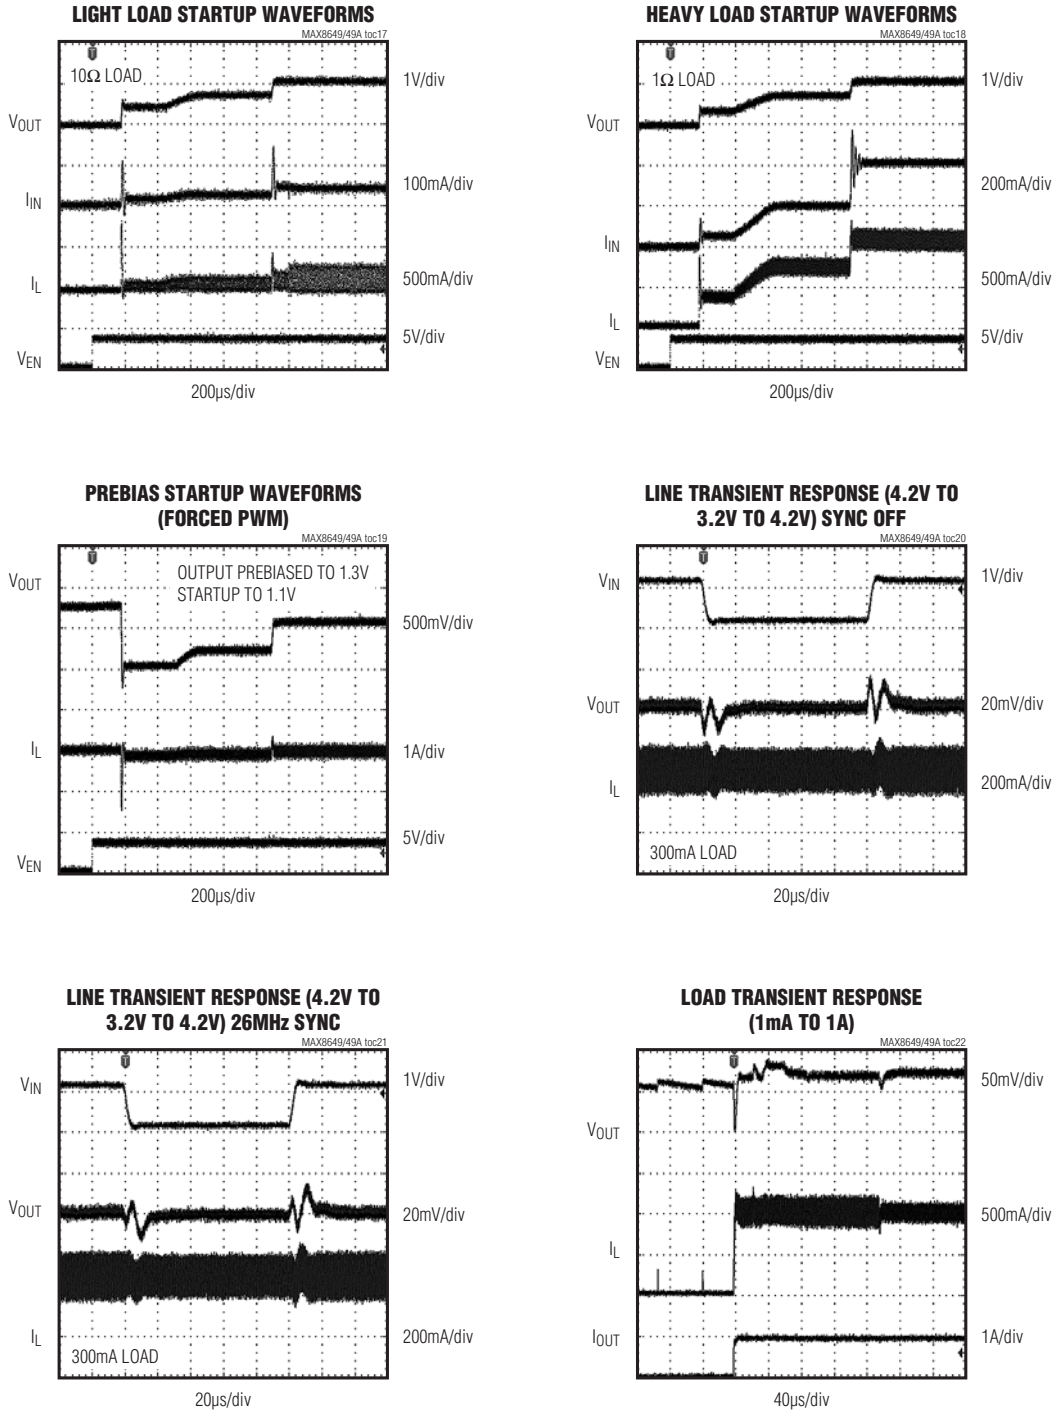 LIGHT LOAD STARTUP WAVEFORMS
MAX8649/49A toc17
10Ω LOAD
VOUT
1V/div
IIN
100mA/div
IL
500mA/div
VEN
5V/div
200µs/div
HEAVY LOAD STARTUP WAVEFORMS
MAX8649/49A toc18
1Ω LOAD
VOUT
1V/div
IIN
200mA/div
IL
500mA/div
VEN
5V/div
200µs/div
PREBIAS STARTUP WAVEFORMS
(FORCED PWM)
MAX8649/49A toc19
OUTPUT PREBIASED TO 1.3V
STARTUP TO 1.1V
VOUT
500mV/div
IL
1A/div
VEN
5V/div
200µs/div
LINE TRANSIENT RESPONSE (4.2V TO
3.2V TO 4.2V) SYNC OFF
MAX8649/49A toc20
VIN
1V/div
VOUT
20mV/div
IL
200mA/div
300mA LOAD
20µs/div
LINE TRANSIENT RESPONSE (4.2V TO
3.2V TO 4.2V) 26MHz SYNC
MAX8649/49A toc21
VIN
1V/div
VOUT
20mV/div
IL
200mA/div
300mA LOAD
20µs/div
LOAD TRANSIENT RESPONSE
(1mA TO 1A)
MAX8649/49A toc22
50mV/div
VOUT
500mA/div
IL
IOUT
1A/div
40µs/div